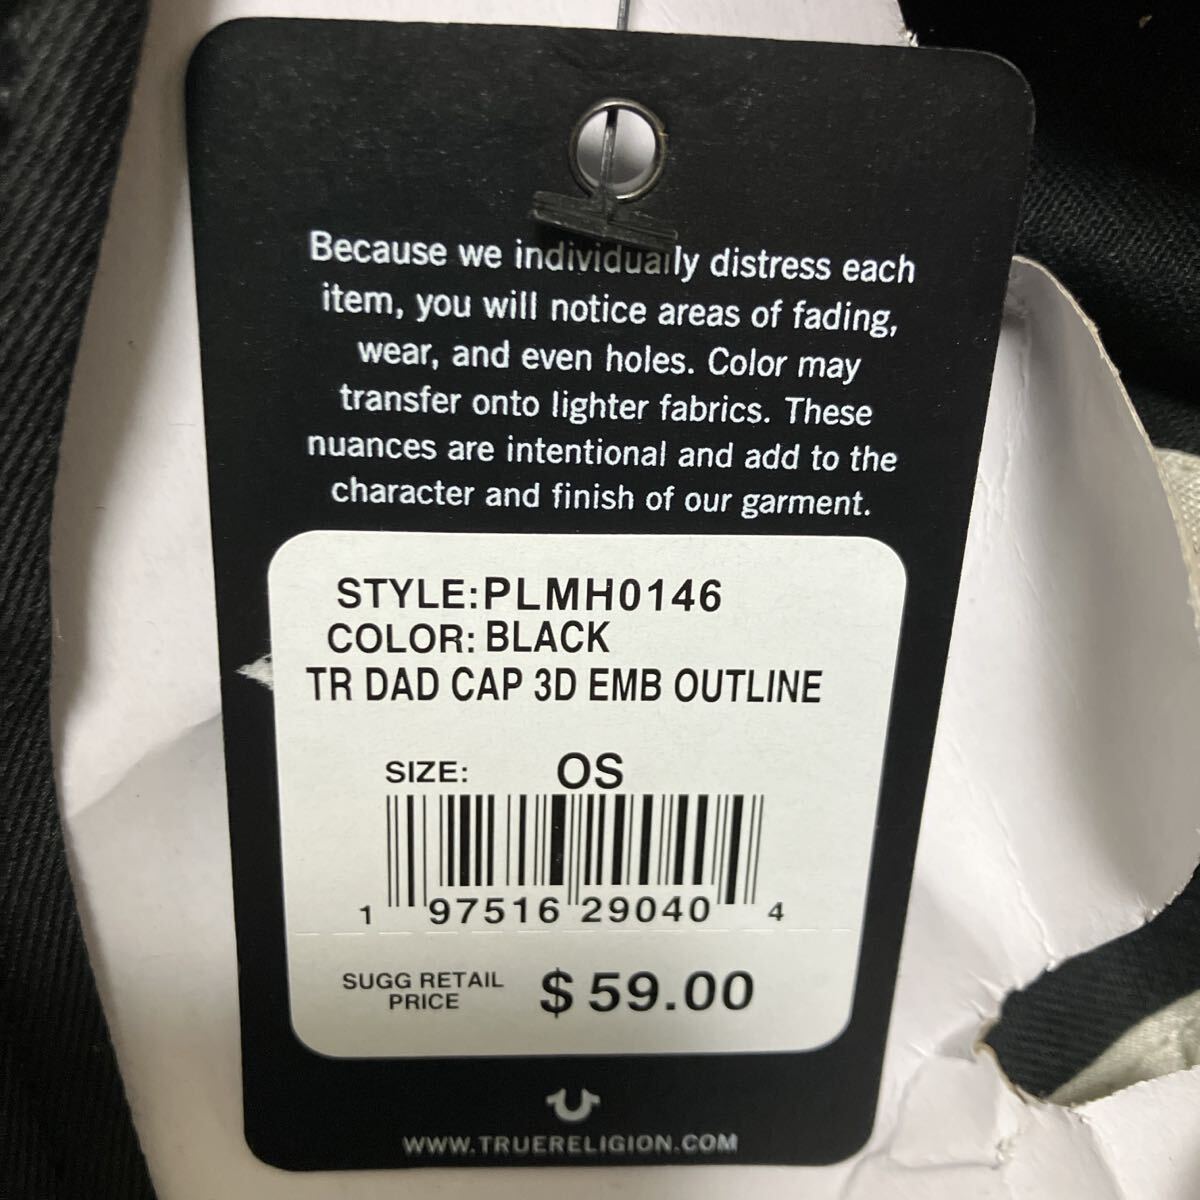 Because we individually distress each
item, you will notice areas of fading,
wear, and even holes. Color may
transfer onto lighter fabrics. These
nuances are intentional and add to the
character and finish of our garment.
STYLE:PLMH0146
COLOR: BLACK
TR DAD CAP 3D EMB OUTLINE
SIZE: OS
1 97516 29040 4
SUGG RETAIL
PRICE
$ 59.00
WWW.TRUERELIGION.COM